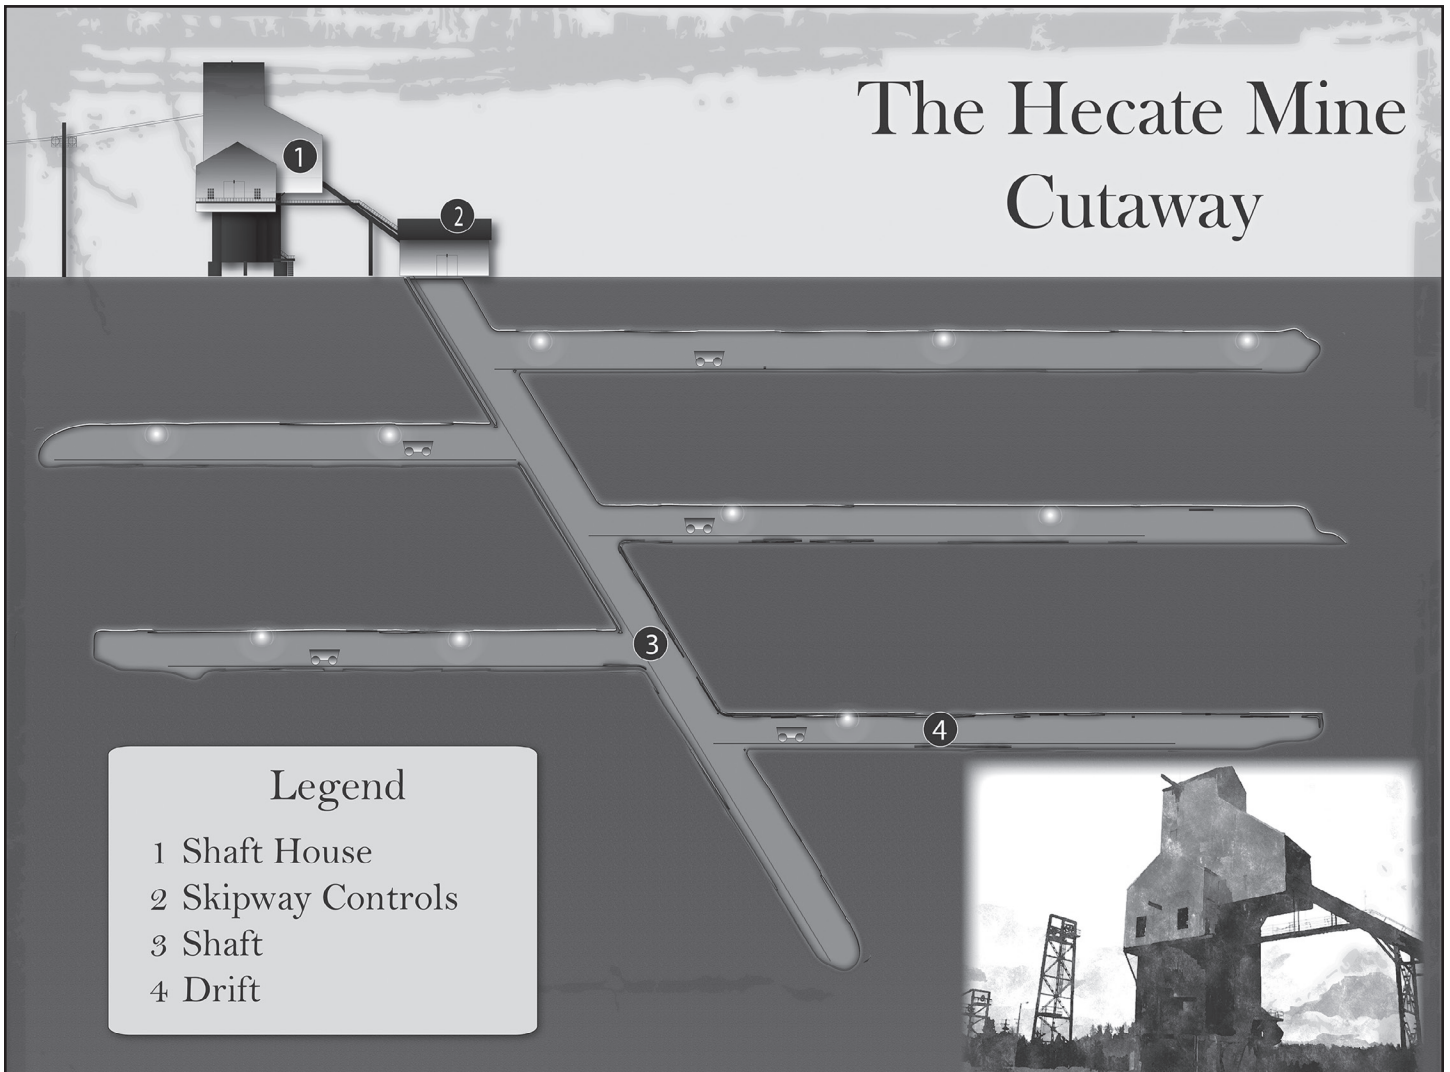 The Hecate Mine
Cutaway
1
2
3
4
Legend
1 Shaft House
2 Skipway Controls
3 Shaft
4 Drift